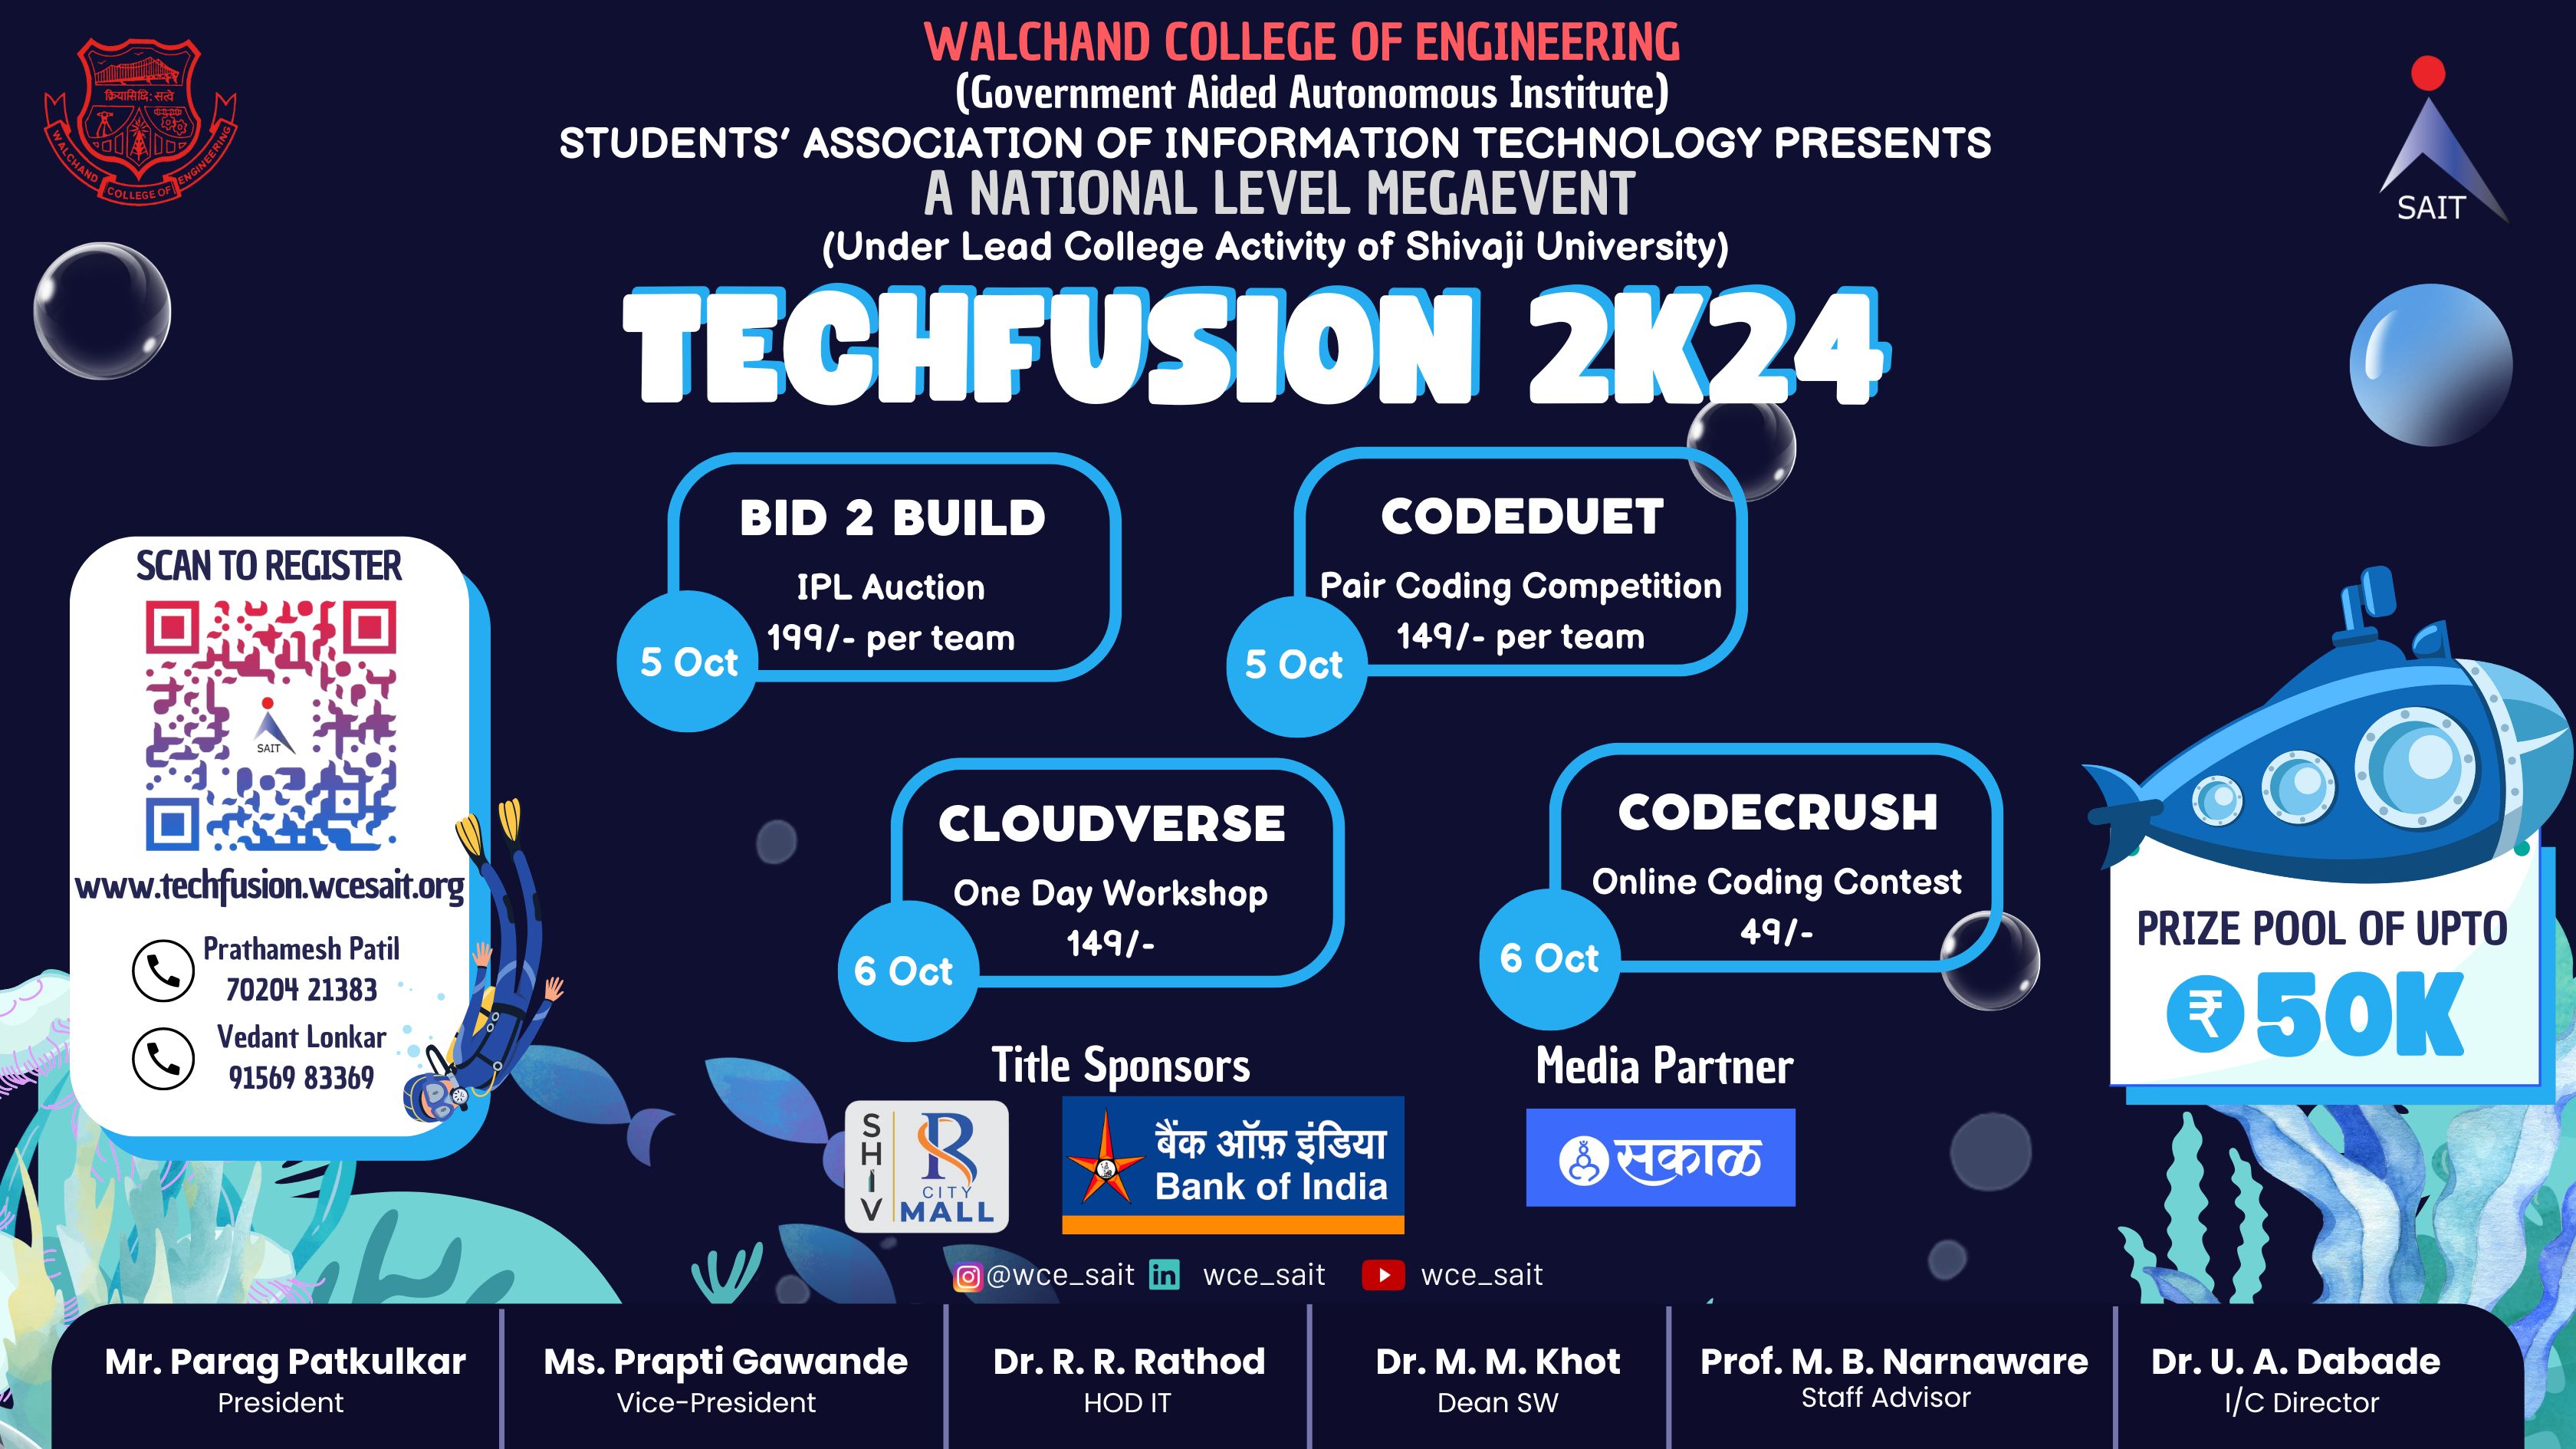 WALCHAND COLLEGE OF ENGINEERING
(Government Aided Autonomous Institute)
STUDENTS' ASSOCIATION OF INFORMATION TECHNOLOGY PRESENTS
A NATIONAL LEVEL MEGAEVENT
(Under Lead College Activity of Shivaji University)
TECHFUSION 2K24
क्रियासिद्धि: सत्वे
WALCHAND COLLEGE OF ENGINEERING
SAIT
BID 2 BUILD
IPL Auction
199/- per team
5 Oct
CODEDUET
Pair Coding Competition
149/- per team
5 Oct
CLOUDVERSE
One Day Workshop
149/-
6 Oct
CODECRUSH
Online Coding Contest
49/-
6 Oct
SCAN TO REGISTER
SAIT
www.techfusion.wcesait.org
Prathamesh Patil
70204 21383
Vedant Lonkar
91569 83369
PRIZE POOL OF UPTO
₹ 50K
Title Sponsors
SHIV
R
CITY
MALL
बैंक ऑफ़ इंडिया
Bank of India
Media Partner
सकाळ
@wce_sait in wce_sait wce_sait
Mr. Parag Patkulkar
President
Ms. Prapti Gawande
Vice-President
Dr. R. R. Rathod
HOD IT
Dr. M. M. Khot
Dean SW
Prof. M. B. Narnaware
Staff Advisor
Dr. U. A. Dabade
I/C Director